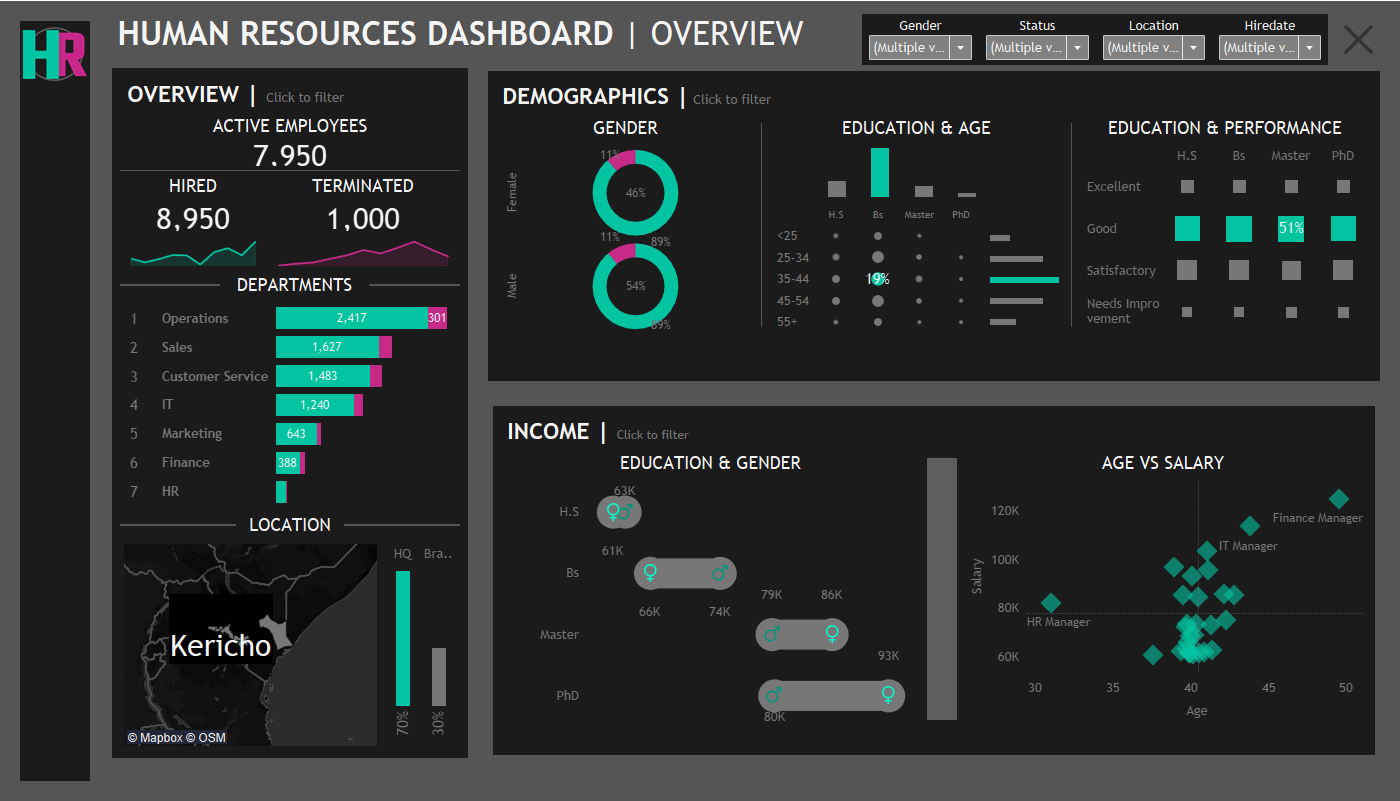 HR
HUMAN RESOURCES DASHBOARD | OVERVIEW
Gender Status Location Hiredate
(Multiple v... (Multiple v... (Multiple v... (Multiple v...
OVERVIEW | Click to filter
ACTIVE EMPLOYEES
7,950
HIRED TERMINATED
8,950 1,000
DEPARTMENTS
1 Operations 2,417 301
2 Sales 1,627
3 Customer Service 1,483
4 IT 1,240
5 Marketing 643
6 Finance 388
7 HR
LOCATION
HQ Bra..
Kericho
70% 30%
© Mapbox © OSM
DEMOGRAPHICS | Click to filter
GENDER
Female
11%
46%
89%
Male
11%
54%
89%
EDUCATION & AGE
H.S Bs Master PhD
<25
25-34
35-44 19%
45-54
55+
EDUCATION & PERFORMANCE
H.S Bs Master PhD
Excellent
Good 51%
Satisfactory
Needs Impro
vement
INCOME | Click to filter
EDUCATION & GENDER
63K
H.S ♀ ♂
61K
Bs ♀ ♂
66K 74K
79K 86K
Master ♂ ♀
93K
PhD ♂ ♀
80K
AGE VS SALARY
Salary
120K
100K
80K
60K
Finance Manager
IT Manager
HR Manager
30 35 40 45 50
Age